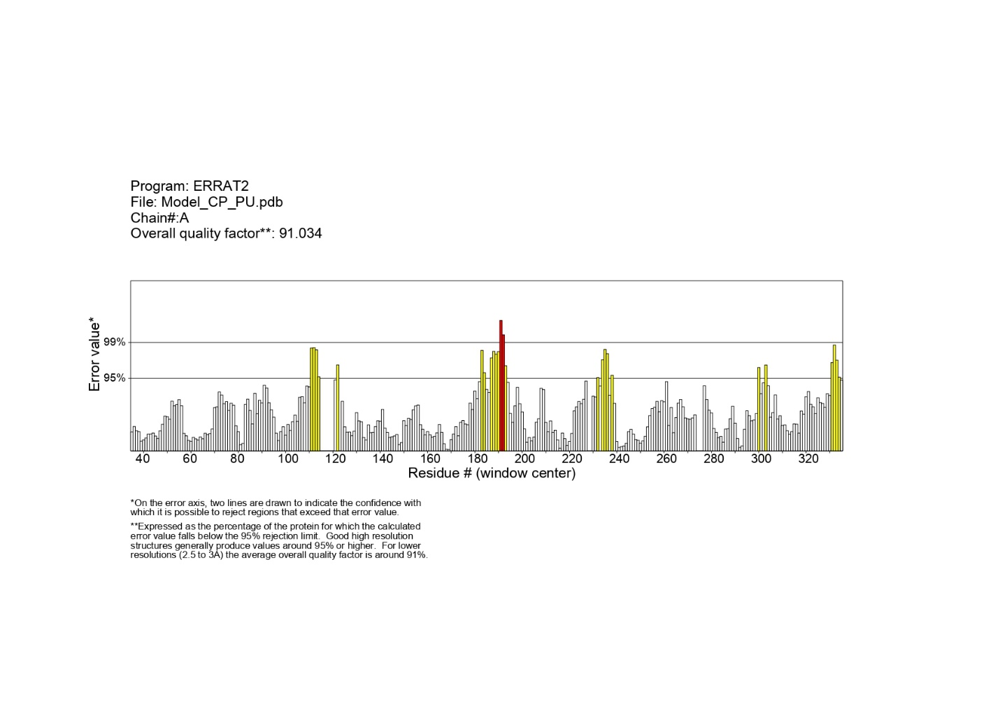 Program: ERRAT2
File: Model_CP_PU.pdb
Chain#:A
Overall quality factor**: 91.034
Error value*
99%
95%
40 60 80 100 120 140 160 180 200 220 240 260 280 300 320
Residue # (window center)
*On the error axis, two lines are drawn to indicate the confidence with
which it is possible to reject regions that exceed that error value.
**Expressed as the percentage of the protein for which the calculated
error value falls below the 95% rejection limit.  Good high resolution
structures generally produce values around 95% or higher.  For lower
resolutions (2.5 to 3A) the average overall quality factor is around 91%.